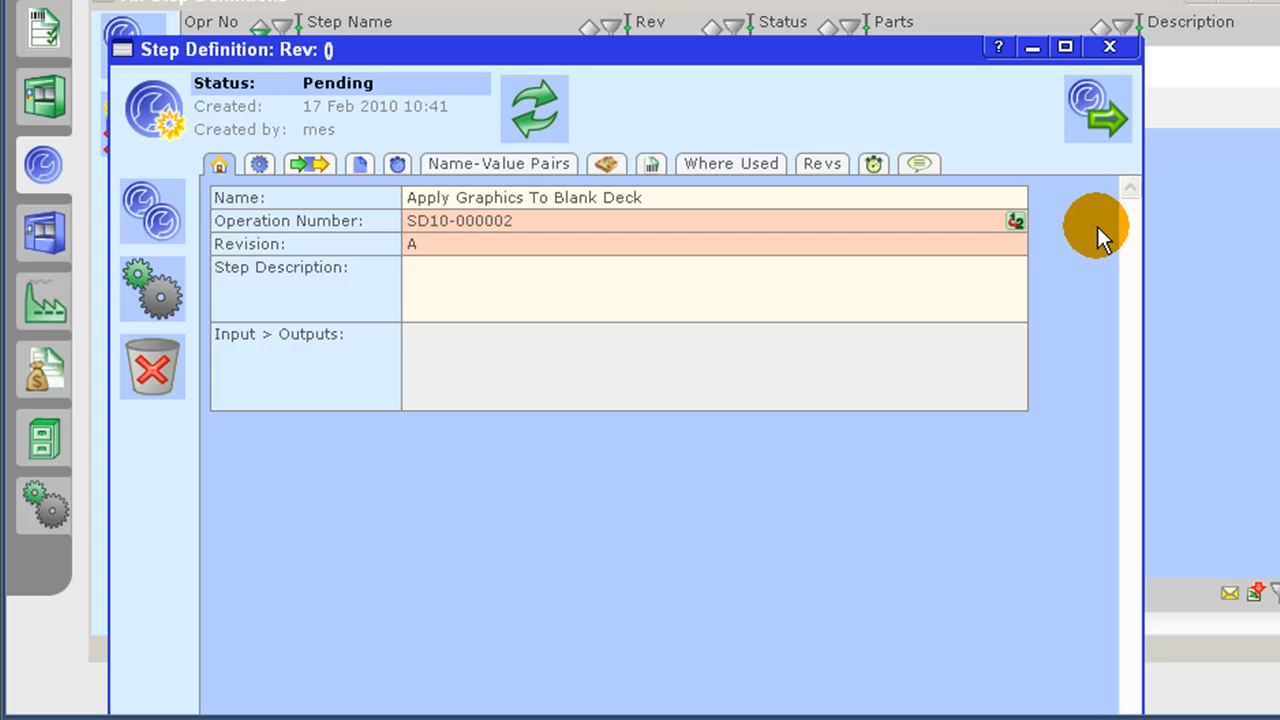 Opr No Step Name Rev Status Parts Description
Step Definition: Rev: ()
?
Status: Pending
Created: 17 Feb 2010 10:41
Created by: mes
Name-Value Pairs Where Used Revs
Name: Apply Graphics To Blank Deck
Operation Number: SD10-000002
Revision: A
Step Description:
Input > Outputs: